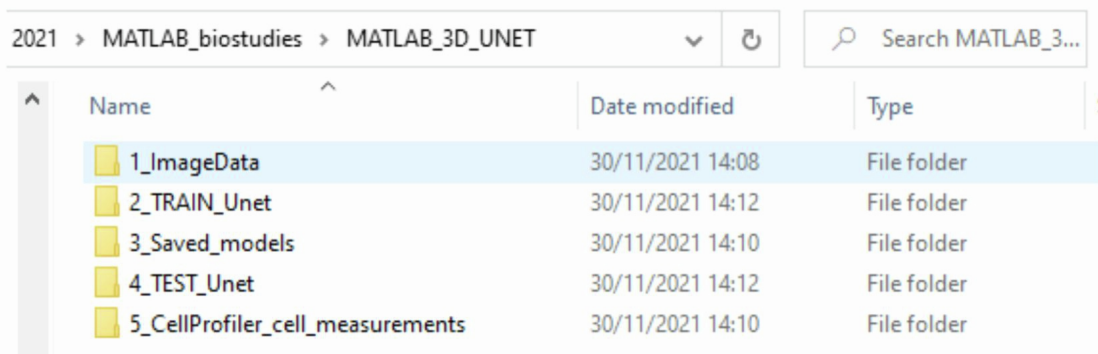 2021 > MATLAB_biostudies > MATLAB_3D_UNET Search MATLAB_3...
Name Date modified Type
1_ImageData 30/11/2021 14:08 File folder
2_TRAIN_Unet 30/11/2021 14:12 File folder
3_Saved_models 30/11/2021 14:10 File folder
4_TEST_Unet 30/11/2021 14:12 File folder
5_CellProfiler_cell_measurements 30/11/2021 14:10 File folder